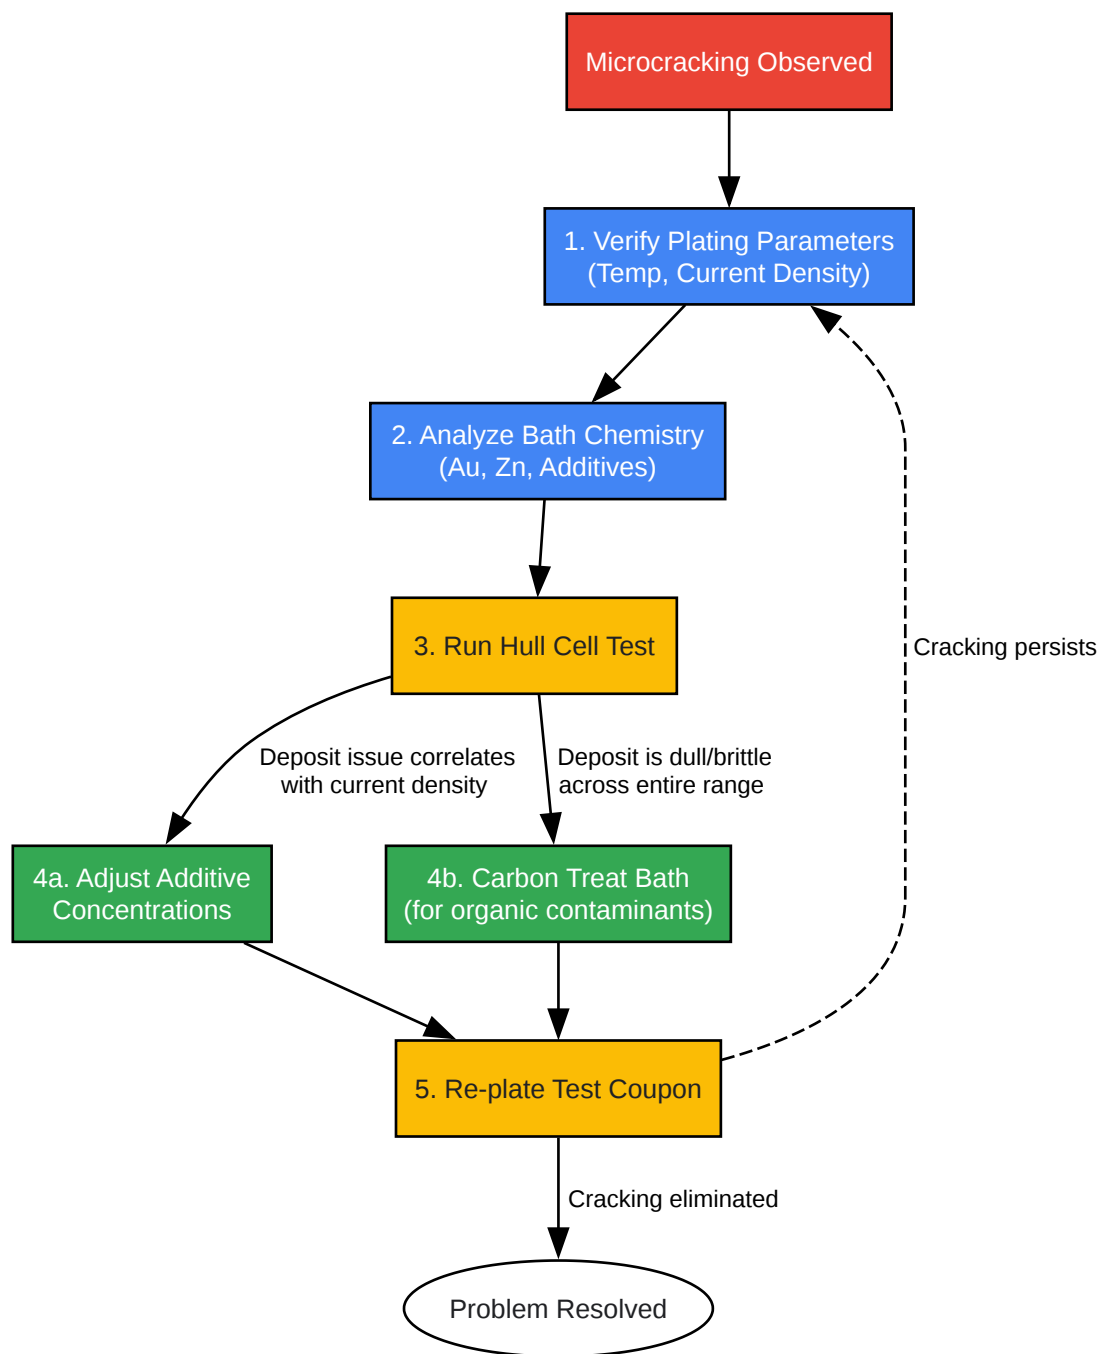 Microcracking Observed
1. Verify Plating Parameters
(Temp, Current Density)
2. Analyze Bath Chemistry
(Au, Zn, Additives)
3. Run Hull Cell Test
Cracking persists
Deposit issue correlates
with current density
Deposit is dull/brittle
across entire range
4a. Adjust Additive
Concentrations
4b. Carbon Treat Bath
(for organic contaminants)
5. Re-plate Test Coupon
Cracking eliminated
Problem Resolved